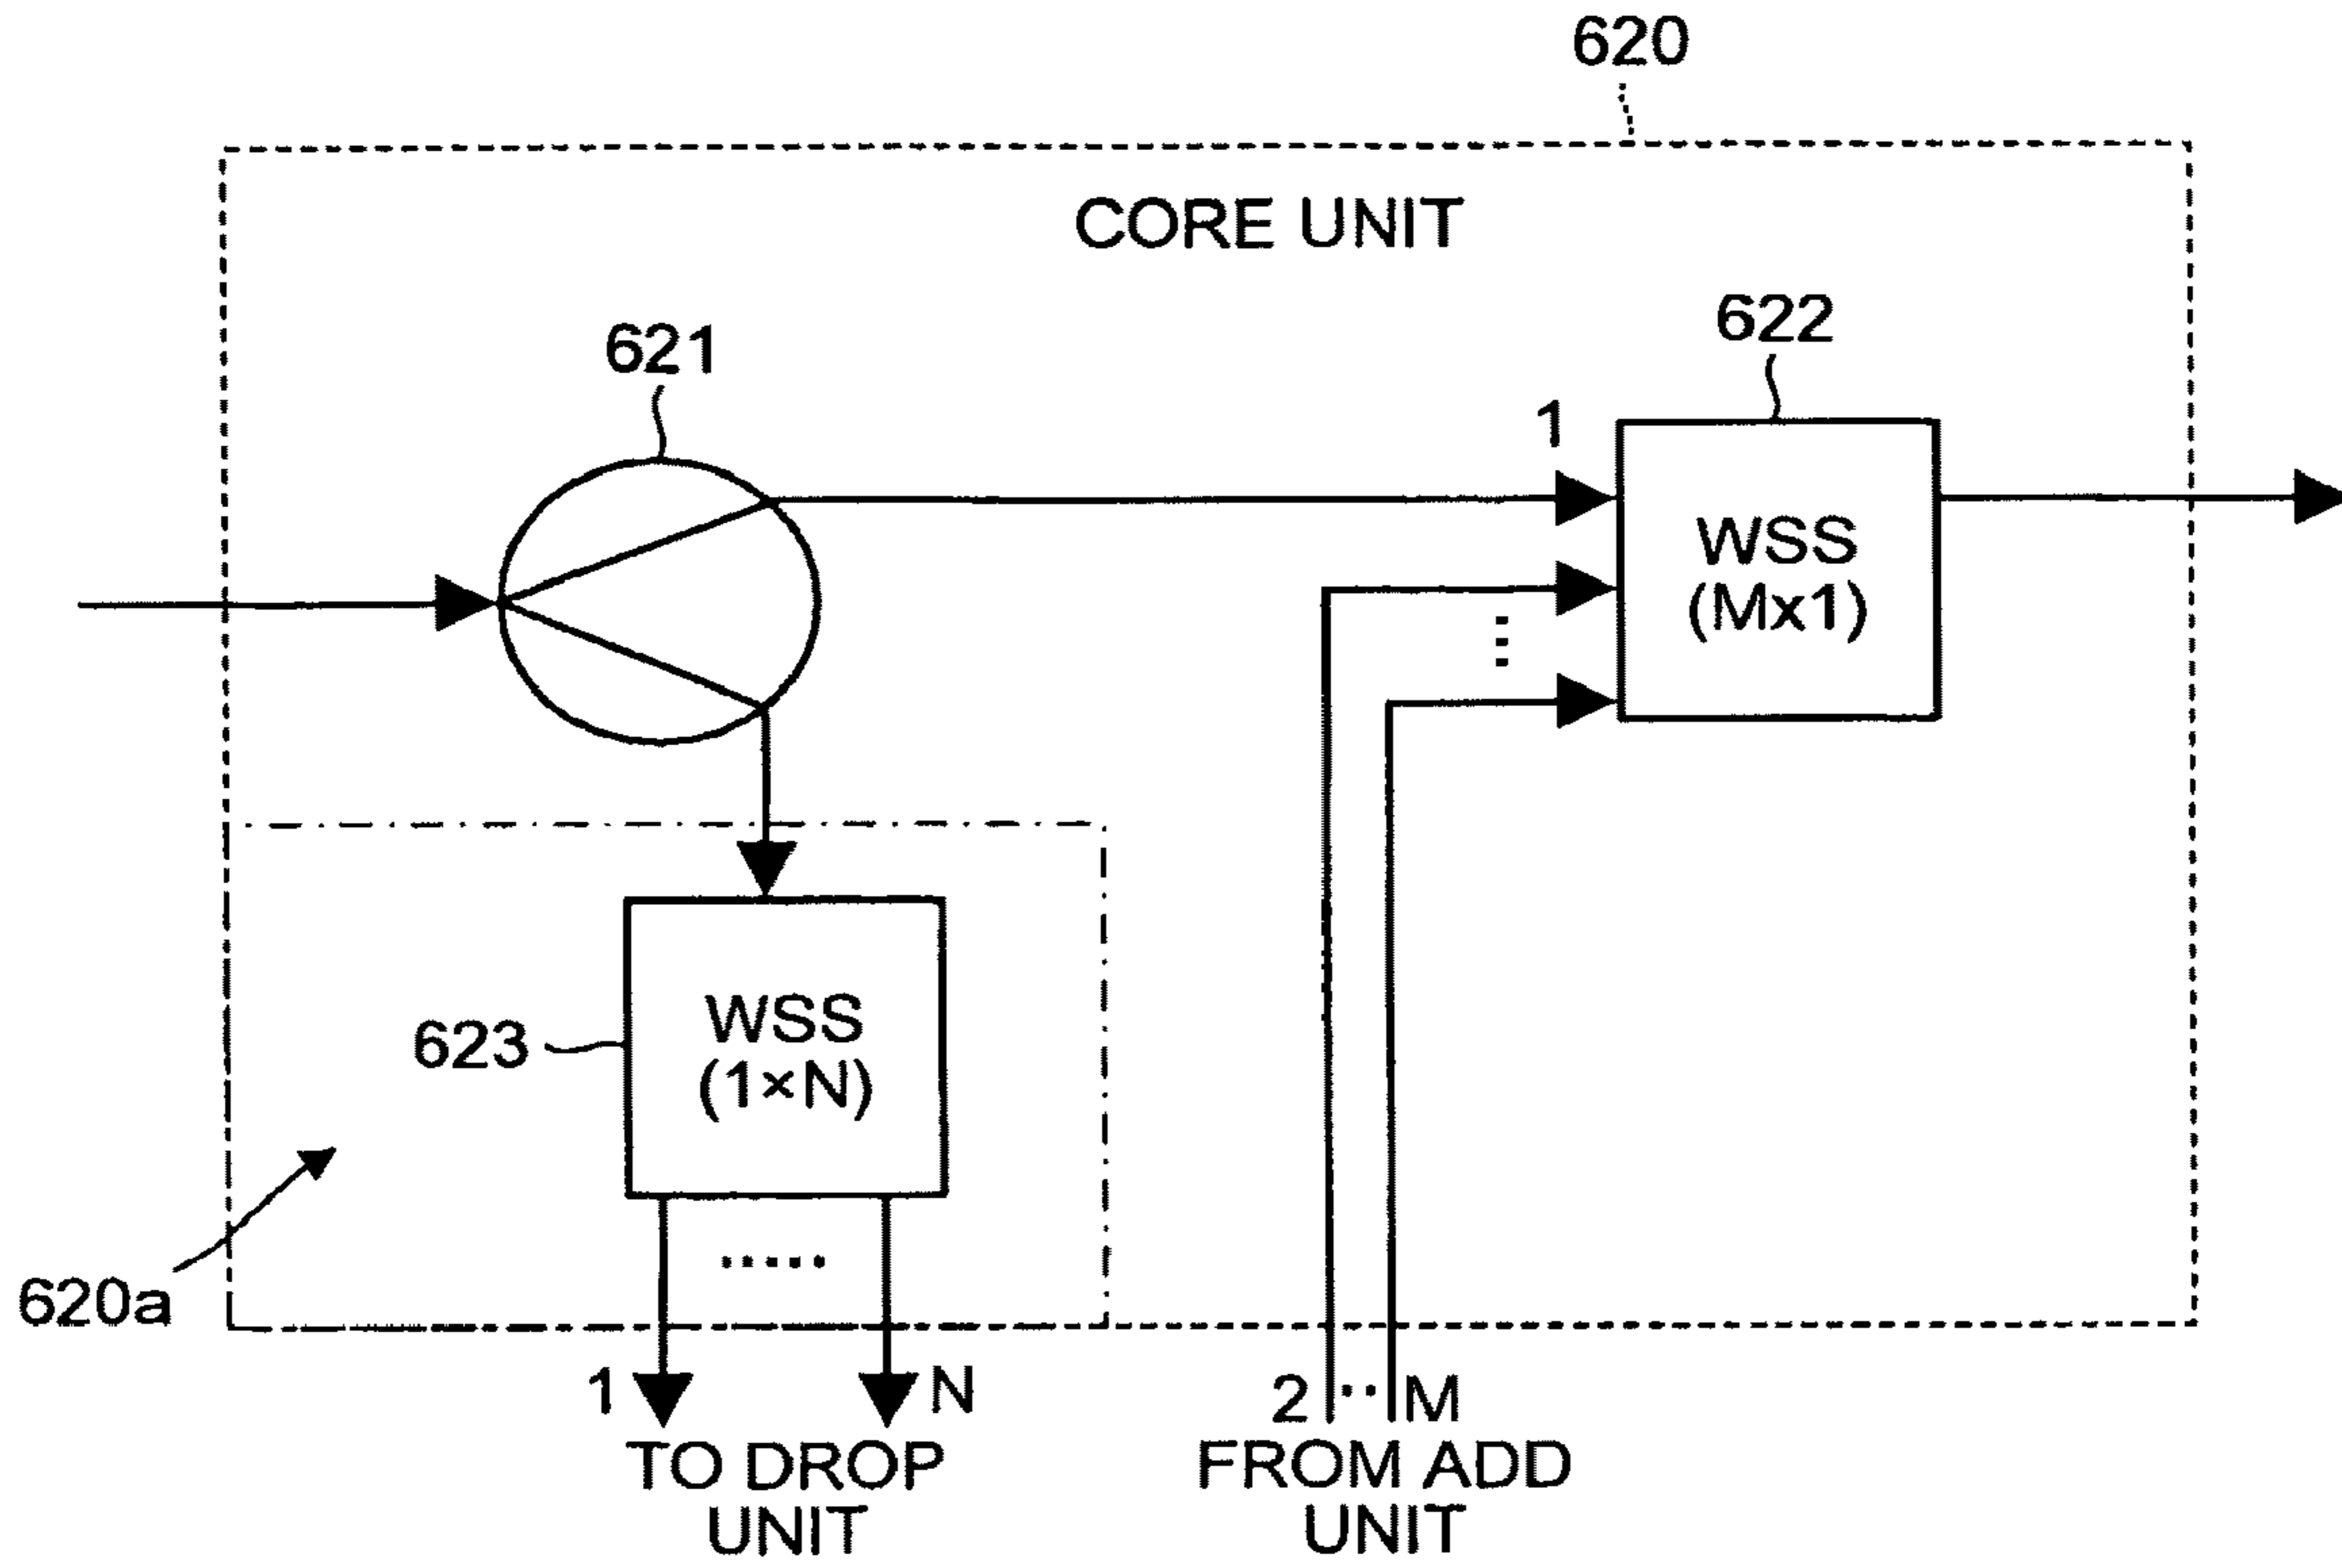 620
CORE UNIT
621
622
1
WSS
(Mx1)
623
WSS
(1×N)
620a
1
N
2
M
TO DROP
UNIT
FROM ADD
UNIT